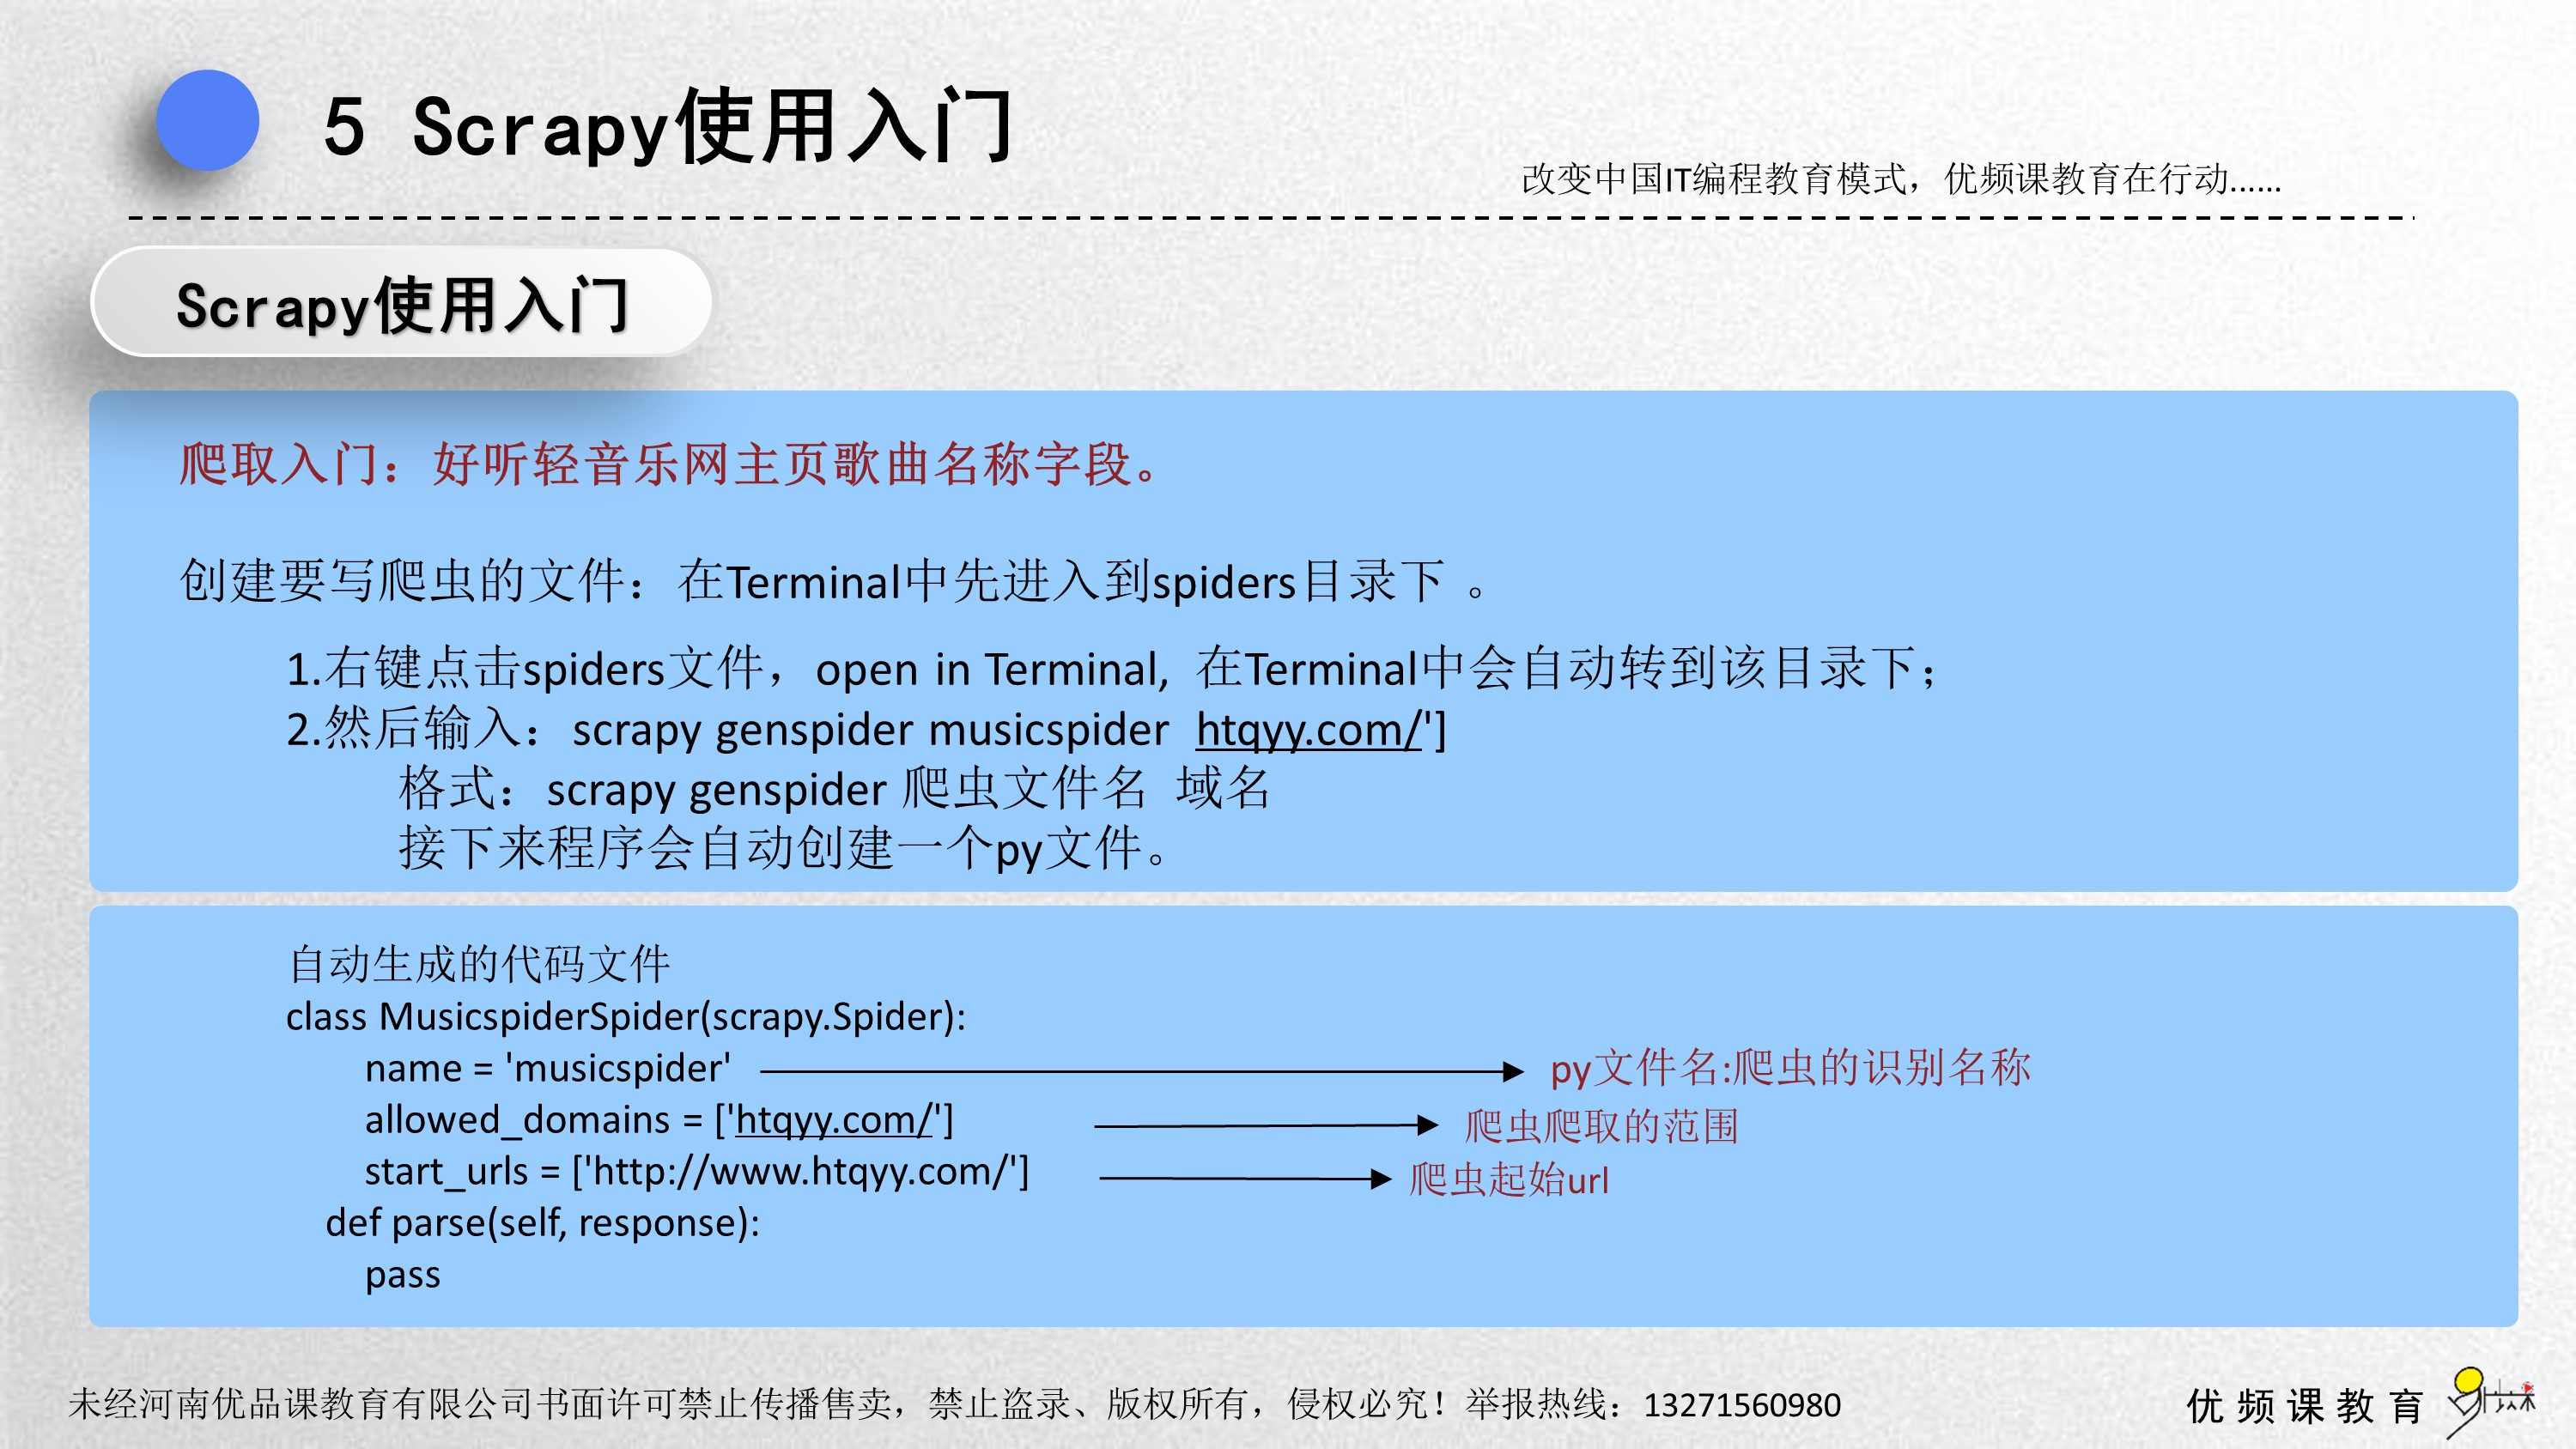 5 Scrapy使用入门
改变中国IT编程教育模式，优频课教育在行动......
Scrapy使用入门
爬取入门：好听轻音乐网主页歌曲名称字段。
创建要写爬虫的文件：在Terminal中先进入到spiders目录下 。
1.右键点击spiders文件，open in Terminal, 在Terminal中会自动转到该目录下；
2.然后输入：scrapy genspider musicspider htqyy.com/']
格式：scrapy genspider 爬虫文件名 域名
接下来程序会自动创建一个py文件。
自动生成的代码文件
class MusicspiderSpider(scrapy.Spider):
name = 'musicspider' py文件名:爬虫的识别名称
allowed_domains = ['htqyy.com/'] 爬虫爬取的范围
start_urls = ['http://www.htqyy.com/'] 爬虫起始url
def parse(self, response):
pass
未经河南优品课教育有限公司书面许可禁止传播售卖，禁止盗录、版权所有，侵权必究！举报热线：13271560980
优频课教育